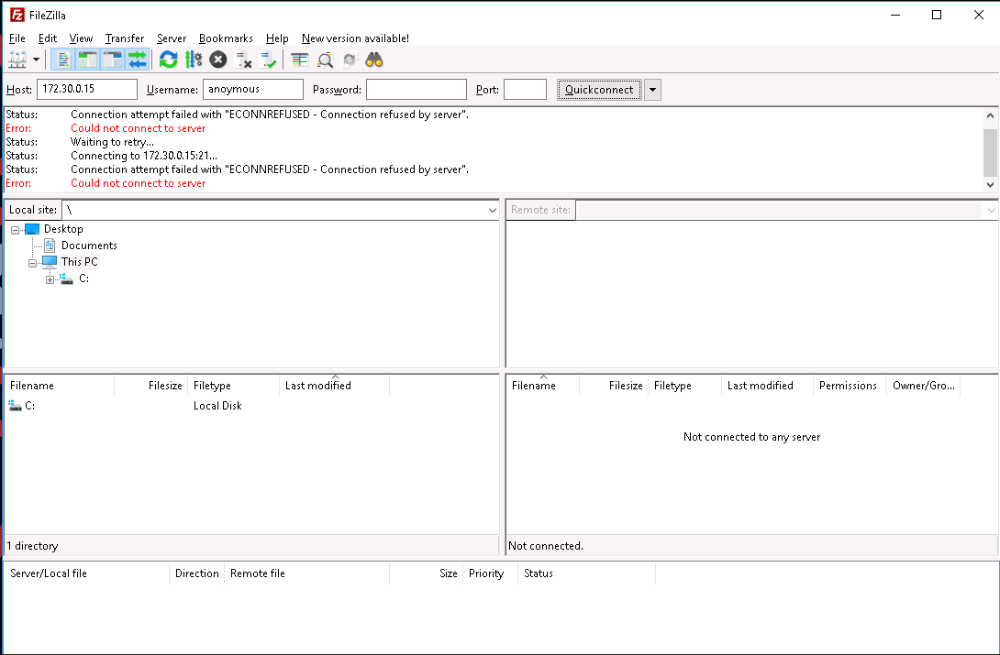 FileZilla
File Edit View Transfer Server Bookmarks Help New version available!
Host: 172.30.0.15 Username: anoymous Password: Port: Quickconnect
Status: Connection attempt failed with "ECONNREFUSED - Connection refused by server".
Error: Could not connect to server
Status: Waiting to retry...
Status: Connecting to 172.30.0.15:21...
Status: Connection attempt failed with "ECONNREFUSED - Connection refused by server".
Error: Could not connect to server
Local site: \
Remote site:
Desktop
Documents
This PC
C:
Filename Filesize Filetype Last modified
C: Local Disk
1 directory
Filename Filesize Filetype Last modified Permissions Owner/Gro...
Not connected to any server
Not connected.
Server/Local file Direction Remote file Size Priority Status